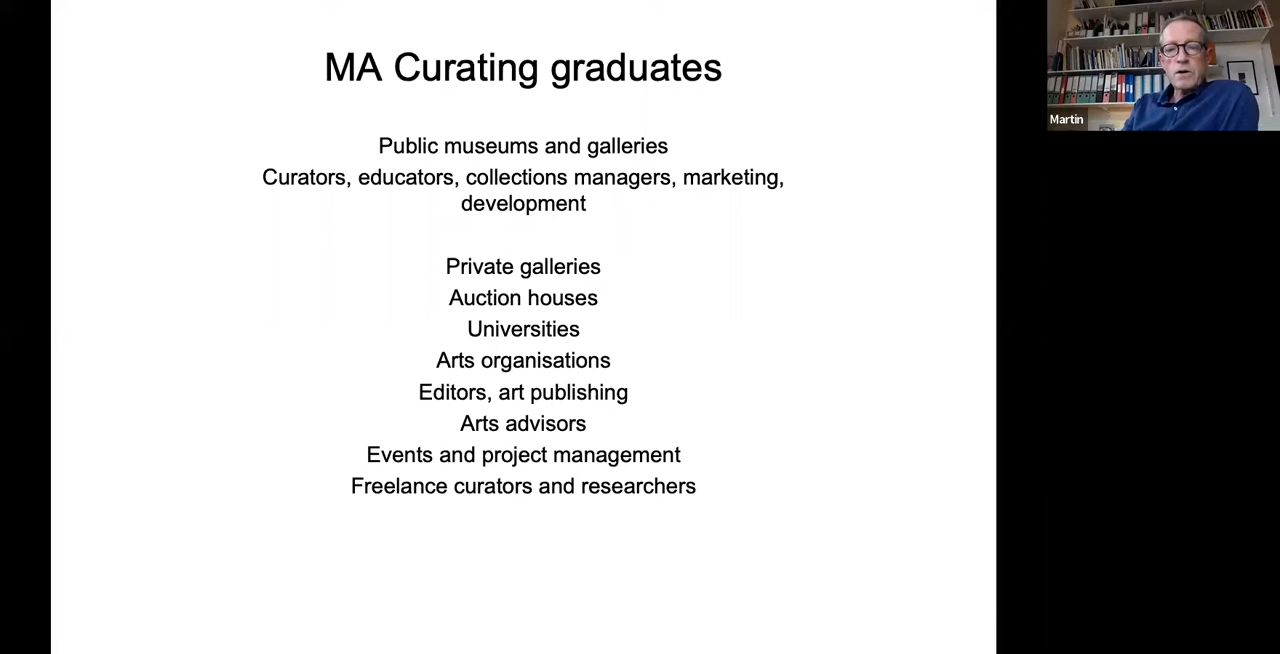 MA Curating graduates
Public museums and galleries
Curators, educators, collections managers, marketing,
development
Private galleries
Auction houses
Universities
Arts organisations
Editors, art publishing
Arts advisors
Events and project management
Freelance curators and researchers
Martin